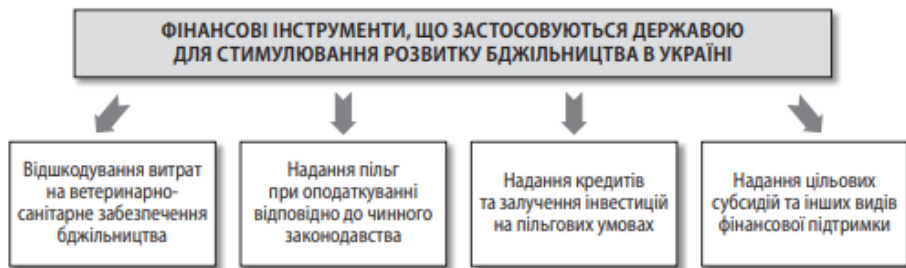 ФІНАНСОВІ ІНСТРУМЕНТИ, ЩО ЗАСТОСОВУЮТЬСЯ ДЕРЖАВОЮ
ДЛЯ СТИМУЛЮВАННЯ РОЗВИТКУ БДЖІЛЬНИЦТВА В УКРАЇНІ
Відшкодування витрат
на ветеринарно-
санітарне забезпечення
бджільництва
Надання пільг
при оподаткуванні
відповідно до чинного
законодавства
Надання кредитів
та залучення інвестицій
на пільгових умовах
Надання цільових
субсидій та інших видів
фінансової підтримки